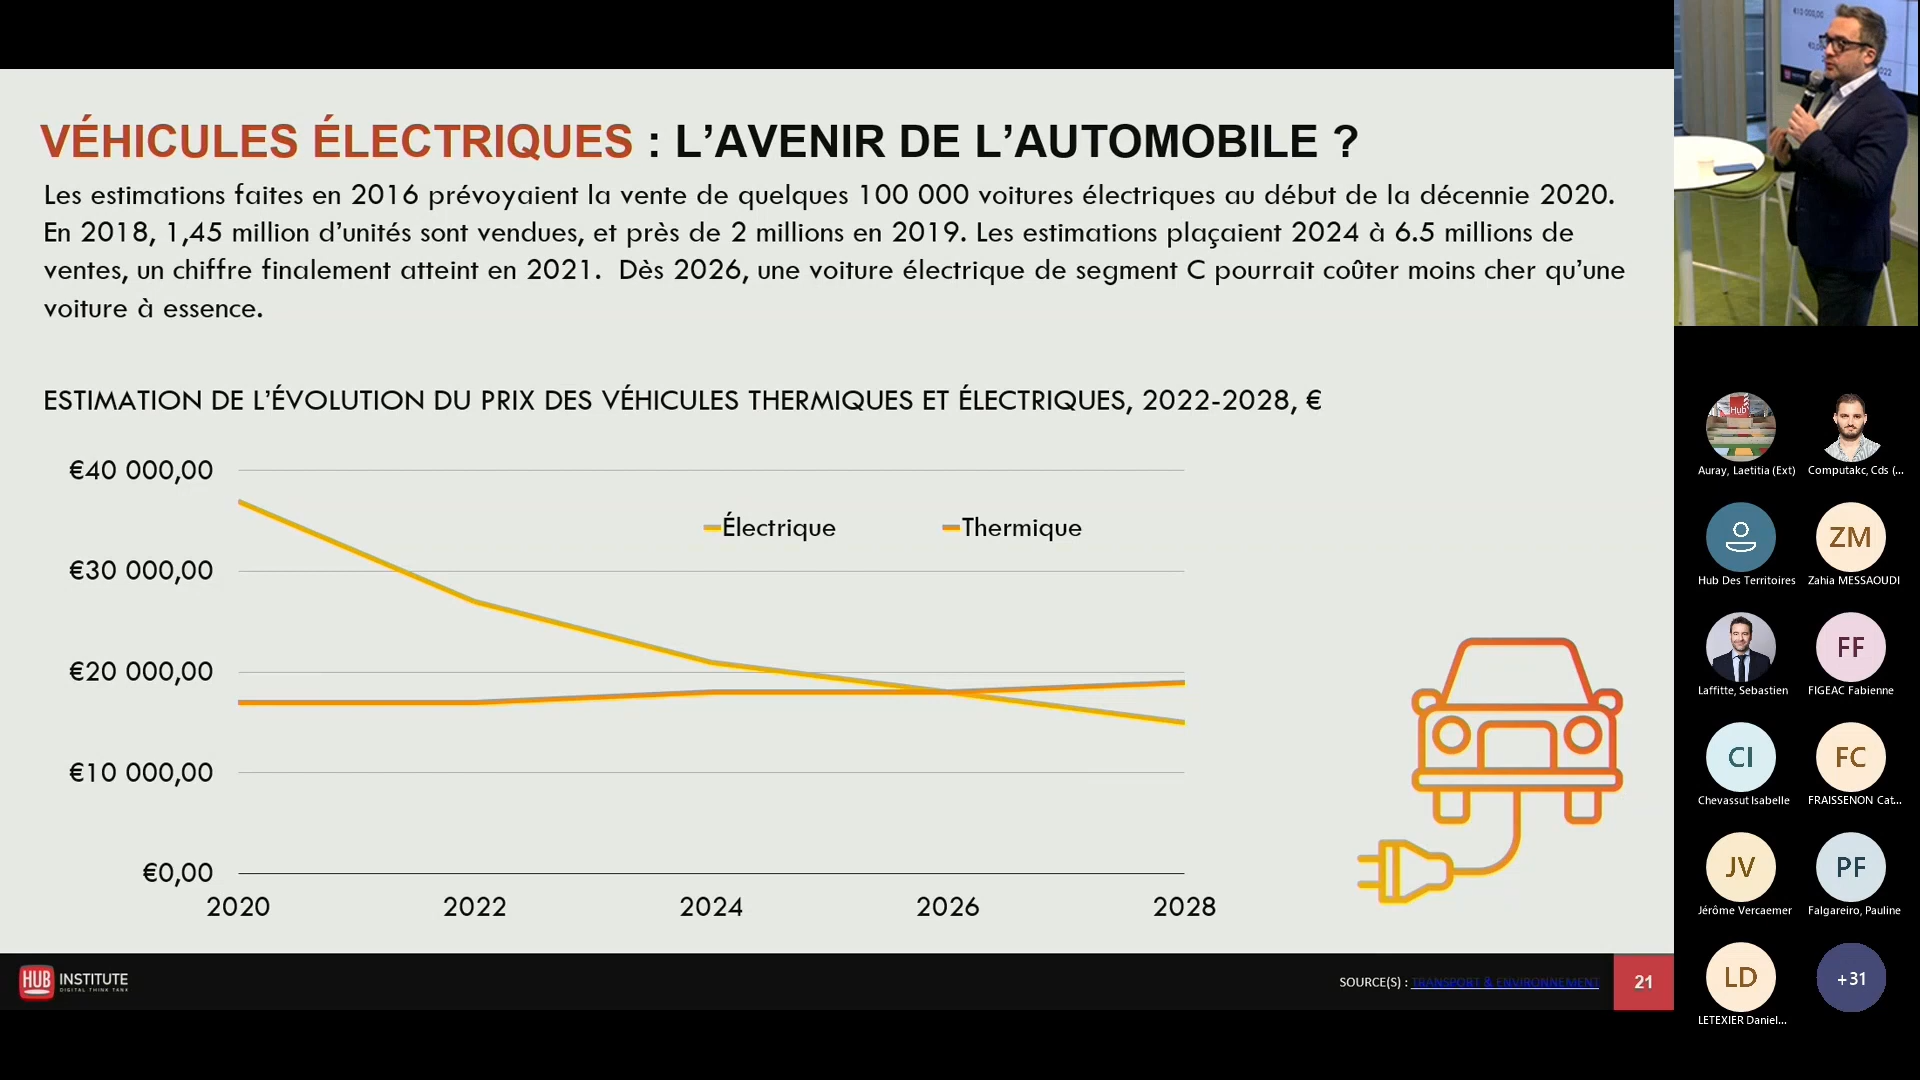 VÉHICULES ÉLECTRIQUES : L’AVENIR DE L’AUTOMOBILE ?
Les estimations faites en 2016 prévoyaient la vente de quelques 100 000 voitures électriques au début de la décennie 2020.
En 2018, 1,45 million d’unités sont vendues, et près de 2 millions en 2019. Les estimations plaçaient 2024 à 6.5 millions de
ventes, un chiffre finalement atteint en 2021.  Dès 2026, une voiture électrique de segment C pourrait coûter moins cher qu’une
voiture à essence.
ESTIMATION DE L’ÉVOLUTION DU PRIX DES VÉHICULES THERMIQUES ET ÉLECTRIQUES, 2022-2028, €
€40 000,00
Électrique
Thermique
€30 000,00
€20 000,00
€10 000,00
€0,00
2020 2022 2024 2026 2028
HUB INSTITUTE
DIGITAL THINK TANK
SOURCE(S) : TRANSPORT & ENVIRONNEMENT
21
Hub
Auray, Laetitia (Ext)
Computakc, Cds (...
Hub Des Territoires
ZM
Zahia MESSAOUDI
Laffitte, Sebastien
FF
FIGEAC Fabienne
CI
Chevassut Isabelle
FC
FRAISSENON Cat...
JV
Jérôme Vercaemer
PF
Falgareiro, Pauline
LD
LETEXIER Daniel...
+31